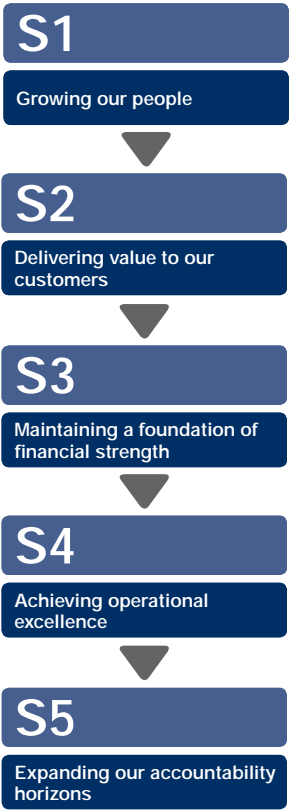 S1
Growing our people
S2
Delivering value to our
customers
S3
Maintaining a foundation of
financial strength
S4
Achieving operational
excellence
S5
Expanding our accountability
horizons